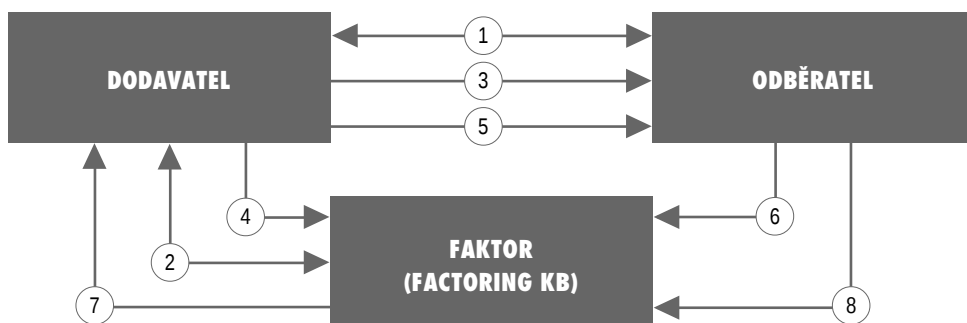 1
DODAVATEL
3
ODBĚRATEL
5
4
6
FAKTOR
2
(FACTORING KB)
7
8